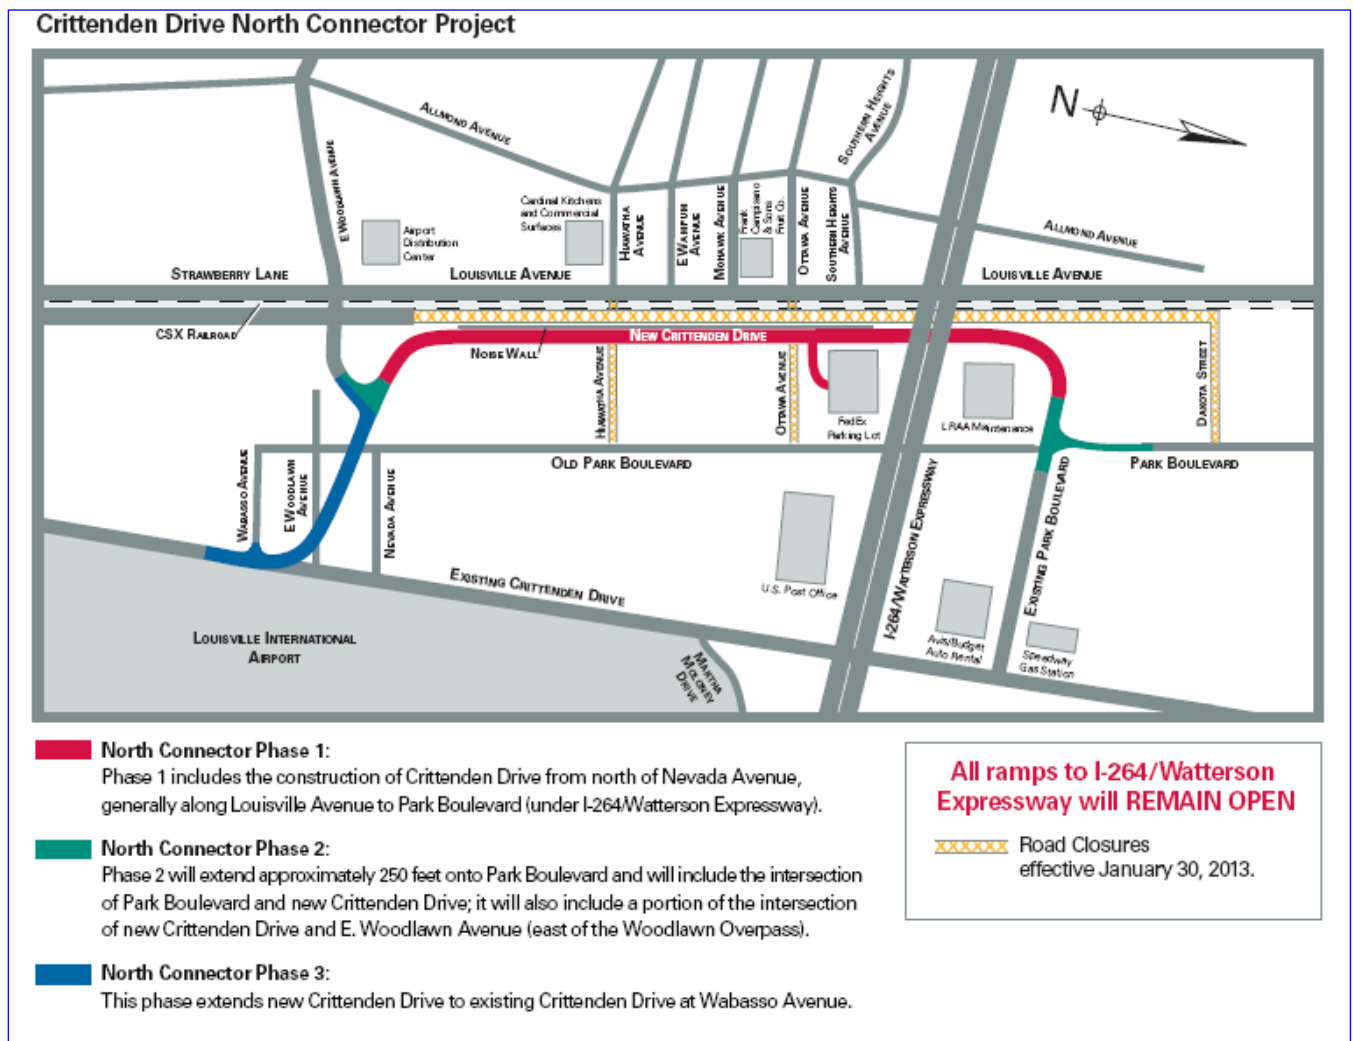 Crittenden Drive North Connector Project
N
ALLMOND AVENUE
SOUTHERN HEIGHTS
AVENUE
E WOODLAWN AVENUE
Cardinal Kitchens
and Commercial
Surfaces
Airport
Distribution
Center
HIAWATHA
AVENUE
E WAMPUM
AVENUE
MOHAWK AVENUE
Frank
Campisano
& Sons
Fruit Co.
OTTAWA AVENUE
SOUTHERN HEIGHTS
AVENUE
ALLMOND AVENUE
STRAWBERRY LANE
LOUISVILLE AVENUE
LOUISVILLE AVENUE
CSX RAILROAD
NOISE WALL
NEW CRITTENDEN DRIVE
HIAWATHA AVENUE
OTTAWA AVENUE
FedEx
Parking Lot
LRAA Maintenance
DAKOTA STREET
WABASSO AVENUE
E WOODLAWN
AVENUE
NEVADA AVENUE
OLD PARK BOULEVARD
PARK BOULEVARD
I-264/WATTERSON EXPRESSWAY
EXISTING PARK BOULEVARD
EXISTING CRITTENDEN DRIVE
U.S. Post Office
LOUISVILLE INTERNATIONAL
AIRPORT
MARTHA
MOLONEY
DRIVE
Avis/Budget
Auto Rental
Speedway
Gas Station
North Connector Phase 1:
Phase 1 includes the construction of Crittenden Drive from north of Nevada Avenue,
generally along Louisville Avenue to Park Boulevard (under I-264/Watterson Expressway).
North Connector Phase 2:
Phase 2 will extend approximately 250 feet onto Park Boulevard and will include the intersection
of Park Boulevard and new Crittenden Drive; it will also include a portion of the intersection
of new Crittenden Drive and E. Woodlawn Avenue (east of the Woodlawn Overpass).
North Connector Phase 3:
This phase extends new Crittenden Drive to existing Crittenden Drive at Wabasso Avenue.
All ramps to I-264/Watterson
Expressway will REMAIN OPEN
Road Closures
effective January 30, 2013.